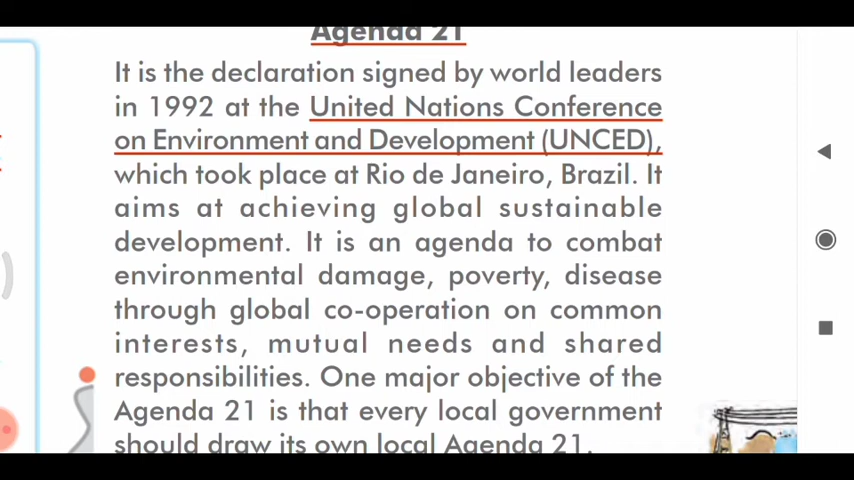 Agenda 21
It is the declaration signed by world leaders
in 1992 at the United Nations Conference
on Environment and Development (UNCED),
which took place at Rio de Janeiro, Brazil. It
aims at achieving global sustainable
development. It is an agenda to combat
environmental damage, poverty, disease
through global co-operation on common
interests, mutual needs and shared
responsibilities. One major objective of the
Agenda 21 is that every local government
should draw its own local Agenda 21.